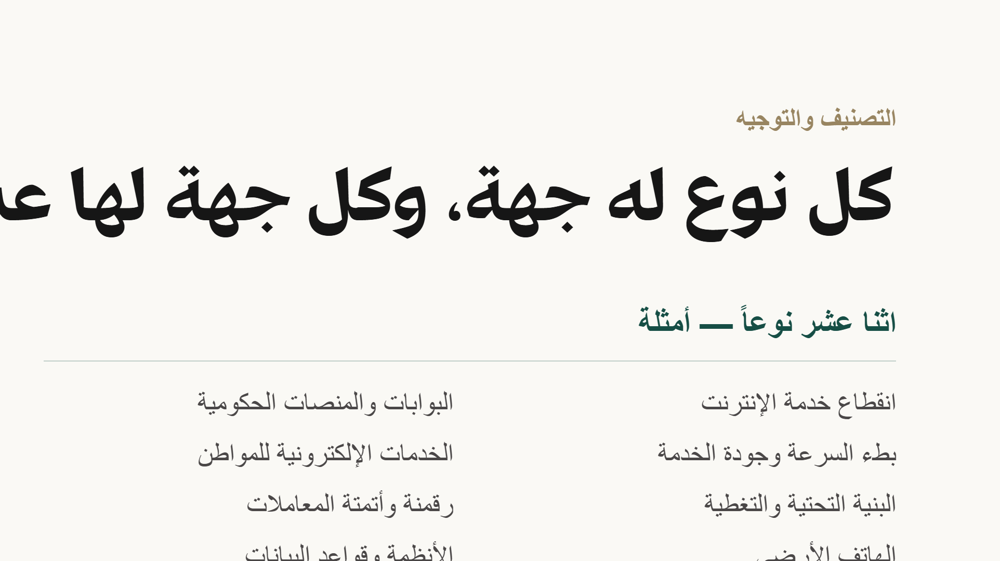 التصنيف والتوجيه
كل نوع له جهة، وكل جهة لها
اثنا عشر نوعاً — أمثلة
انقطاع خدمة الإنترنت
بطء السرعة وجودة الخدمة
البنية التحتية والتغطية
الهاتف الأرضي
البوابات والمنصات الحكومية
الخدمات الإلكترونية للمواطن
رقمنة وأتمتة المعاملات
الأنظمة وقواعد البيانات